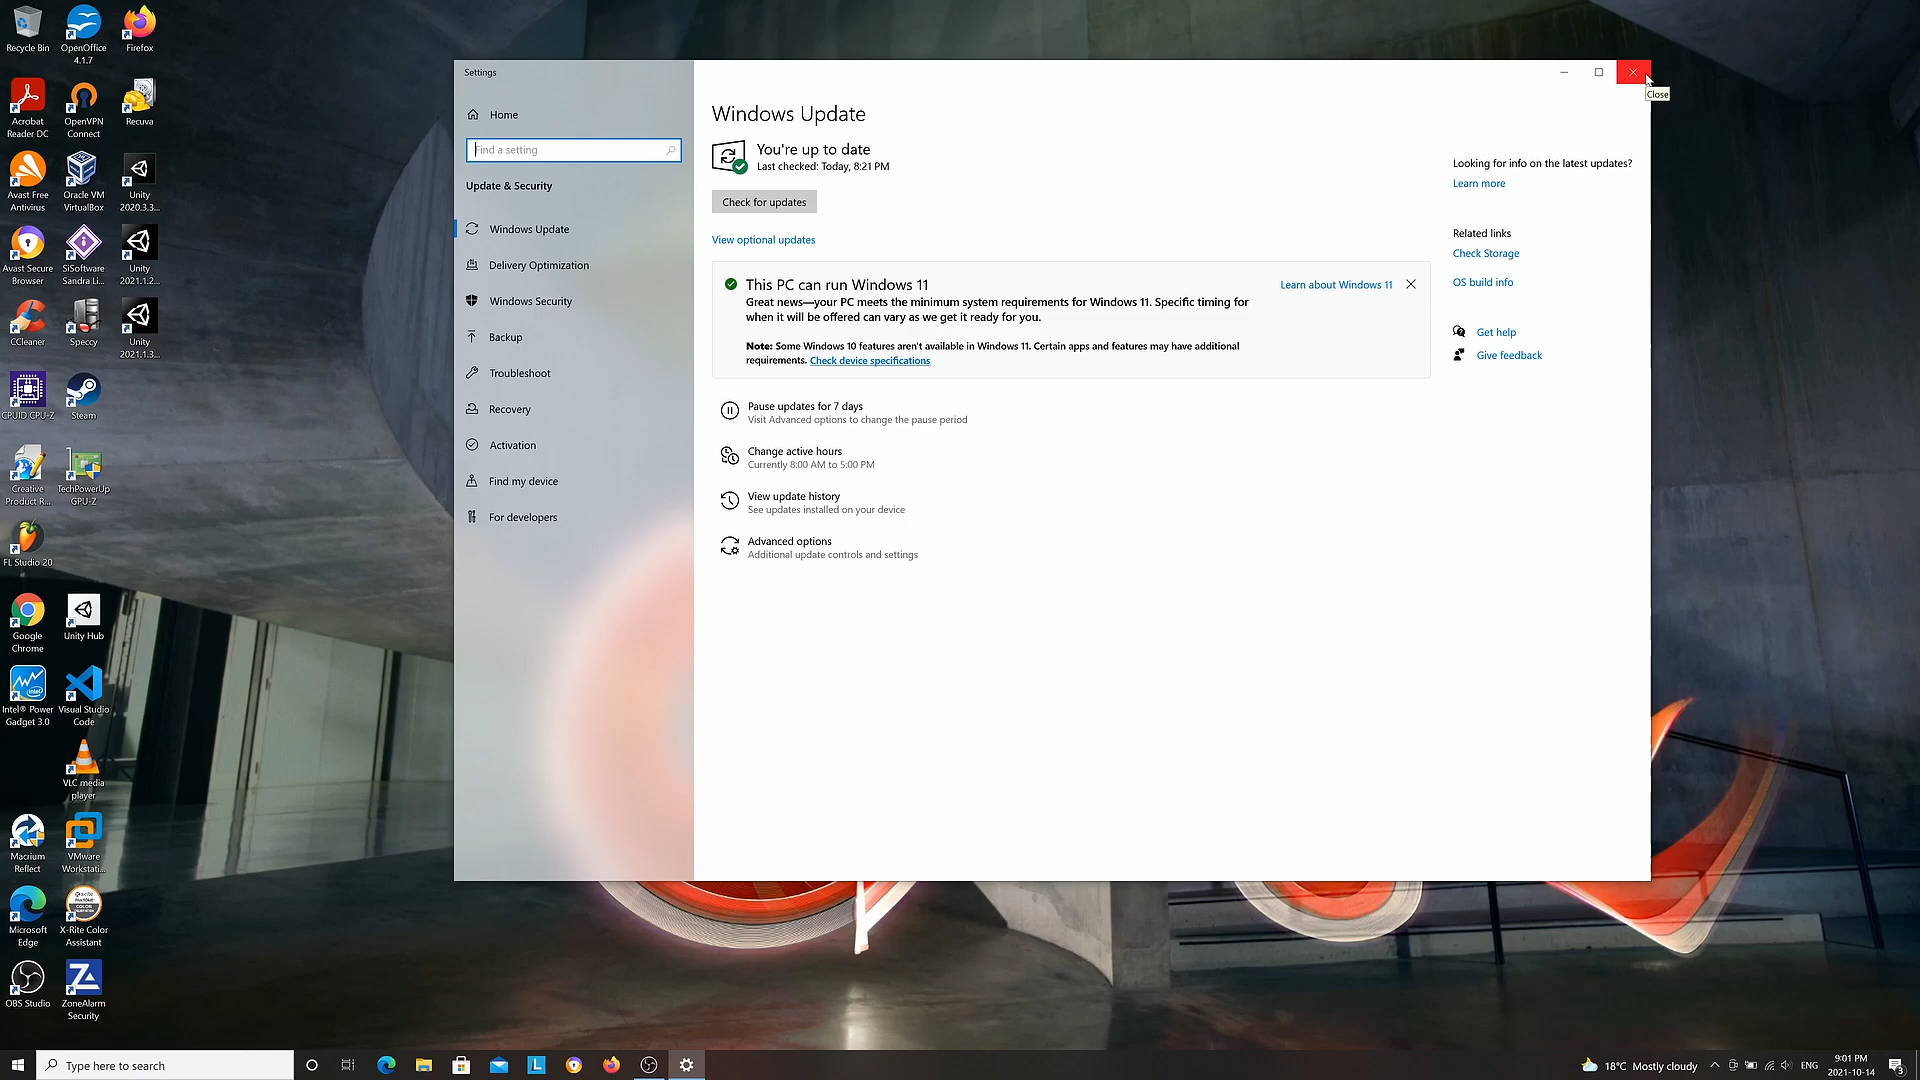 Recycle Bin
OpenOffice
4.1.7
Firefox
Acrobat
Reader DC
OpenVPN
Connect
Recuva
Avast Free
Antivirus
Oracle VM
VirtualBox
Unity
2020.3.3...
Avast Secure
Browser
SiSoftware
Sandra Li...
Unity
2021.1.2...
CCleaner
Speccy
Unity
2021.1.3...
CPUID CPU-Z
Steam
Creative
Product R...
TechPowerUp
GPU-Z
FL Studio 20
Google
Chrome
Unity Hub
Intel® Power
Gadget 3.0
Visual Studio
Code
VLC media
player
Macrium
Reflect
VMware
Workstati...
Microsoft
Edge
X-Rite Color
Assistant
OBS Studio
ZoneAlarm
Security
Settings
Home
Find a setting
Update & Security
Windows Update
Delivery Optimization
Windows Security
Backup
Troubleshoot
Recovery
Activation
Find my device
For developers
Close
Windows Update
You're up to date
Last checked: Today, 8:21 PM
Check for updates
View optional updates
This PC can run Windows 11
Learn about Windows 11
Great news—your PC meets the minimum system requirements for Windows 11. Specific timing for
when it will be offered can vary as we get it ready for you.
Note: Some Windows 10 features aren't available in Windows 11. Certain apps and features may have additional
requirements. Check device specifications
Pause updates for 7 days
Visit Advanced options to change the pause period
Change active hours
Currently 8:00 AM to 5:00 PM
View update history
See updates installed on your device
Advanced options
Additional update controls and settings
Looking for info on the latest updates?
Learn more
Related links
Check Storage
OS build info
Get help
Give feedback
Type here to search
L
18°C Mostly cloudy
ENG
9:01 PM
2021-10-14
3